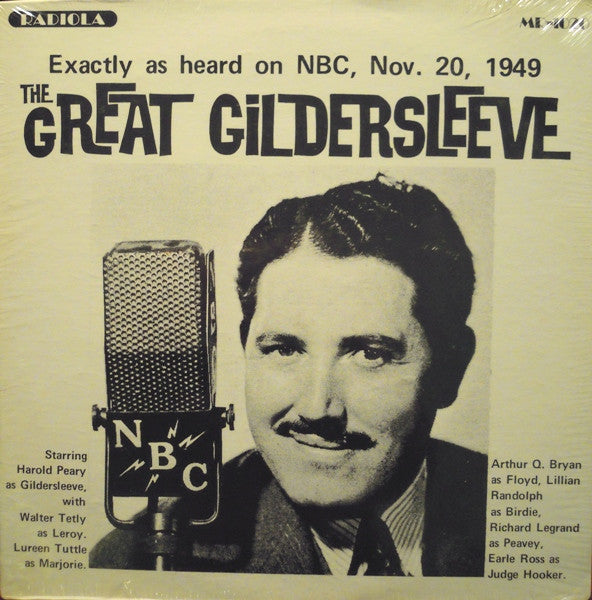 RADIOLA
Exactly as heard on NBC, Nov. 20, 1949
THE
GREAT GILDERSLEEVE
NBC
Starring
Harold Peary
as Gildersleeve,
with
Walter Tetly
as Leroy.
Lureen Tuttle
as Marjorie.
Arthur Q. Bryan
as Floyd, Lillian
Randolph
as Birdie,
Richard Legrand
as Peavey,
Earle Ross as
Judge Hooker.